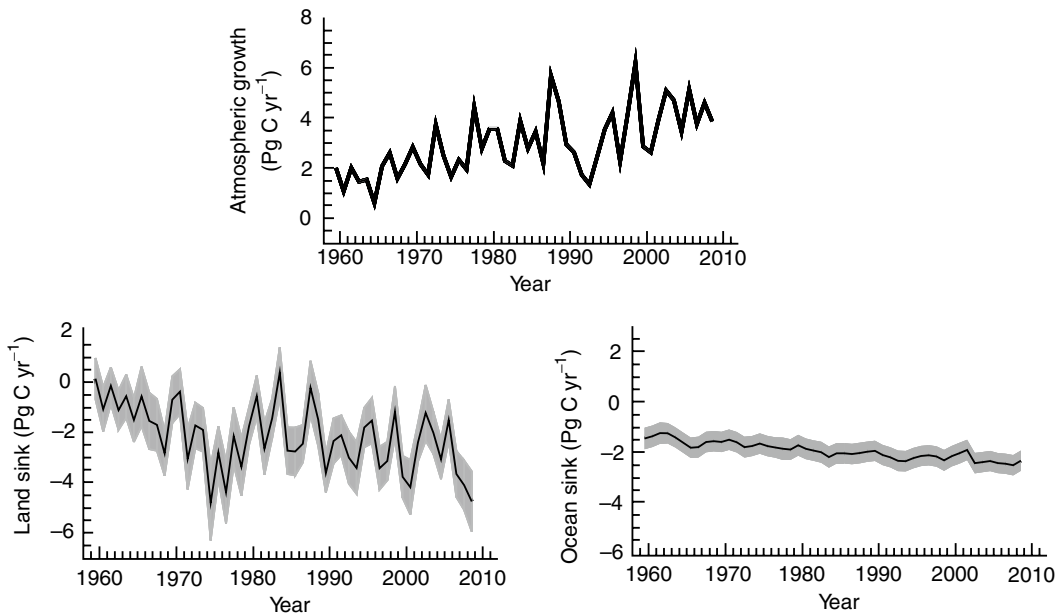 Atmospheric growth
(Pg C yr⁻¹)
8
6
4
2
0
1960 1970 1980 1990 2000 2010
Year
Land sink (Pg C yr⁻¹)
2
0
–2
–4
–6
1960 1970 1980 1990 2000 2010
Year
Ocean sink (Pg C yr⁻¹)
2
0
–2
–4
–6
1960 1970 1980 1990 2000 2010
Year